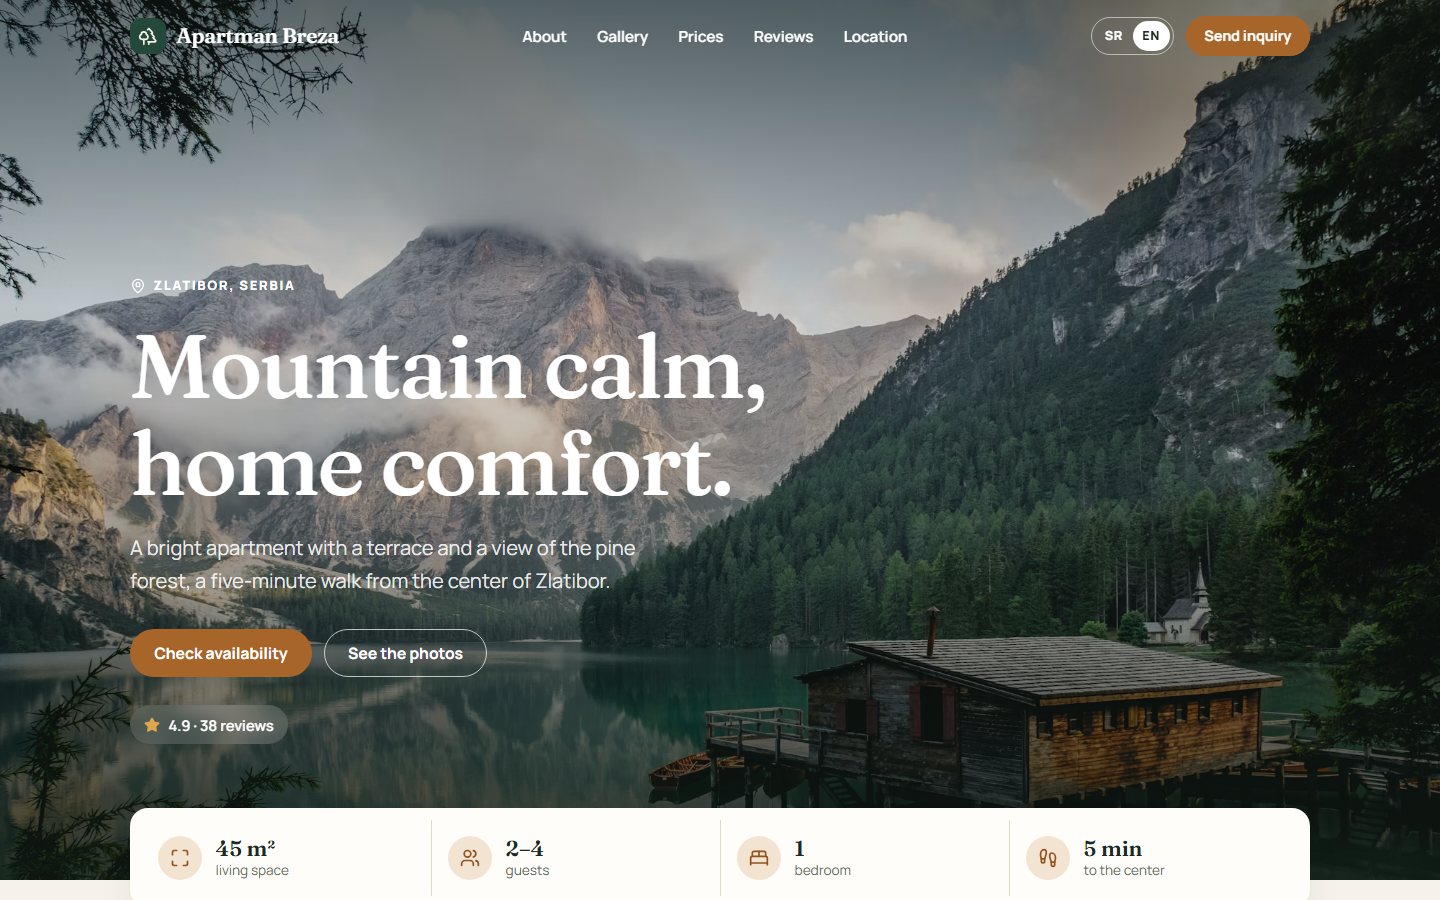 Apartman Breza
About
Gallery
Prices
Reviews
Location
SR
EN
Send inquiry
ZLATIBOR, SERBIA
Mountain calm,
home comfort.
A bright apartment with a terrace and a view of the pine
forest, a five-minute walk from the center of Zlatibor.
Check availability
See the photos
4.9 · 38 reviews
45 m²
living space
2–4
guests
1
bedroom
5 min
to the center